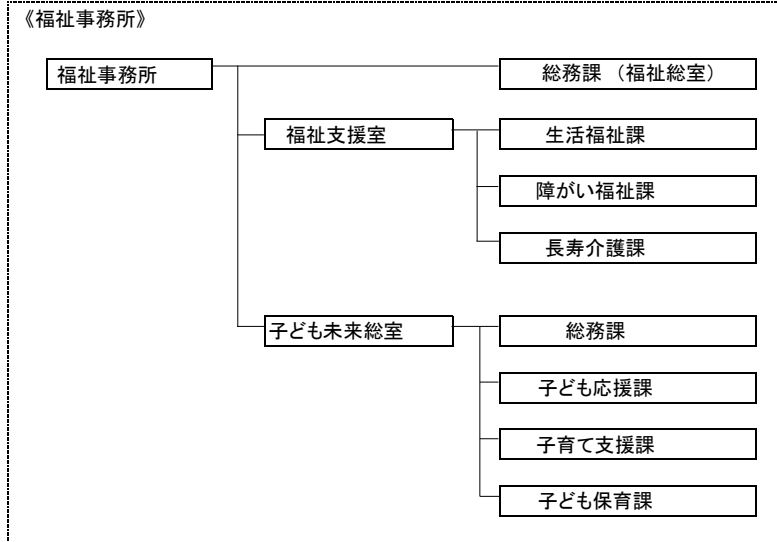 《福祉事務所》
福祉事務所
総務課 (福祉総室)
福祉支援室
生活福祉課
障がい福祉課
長寿介護課
子ども未来総室
総務課
子ども応援課
子育て支援課
子ども保育課